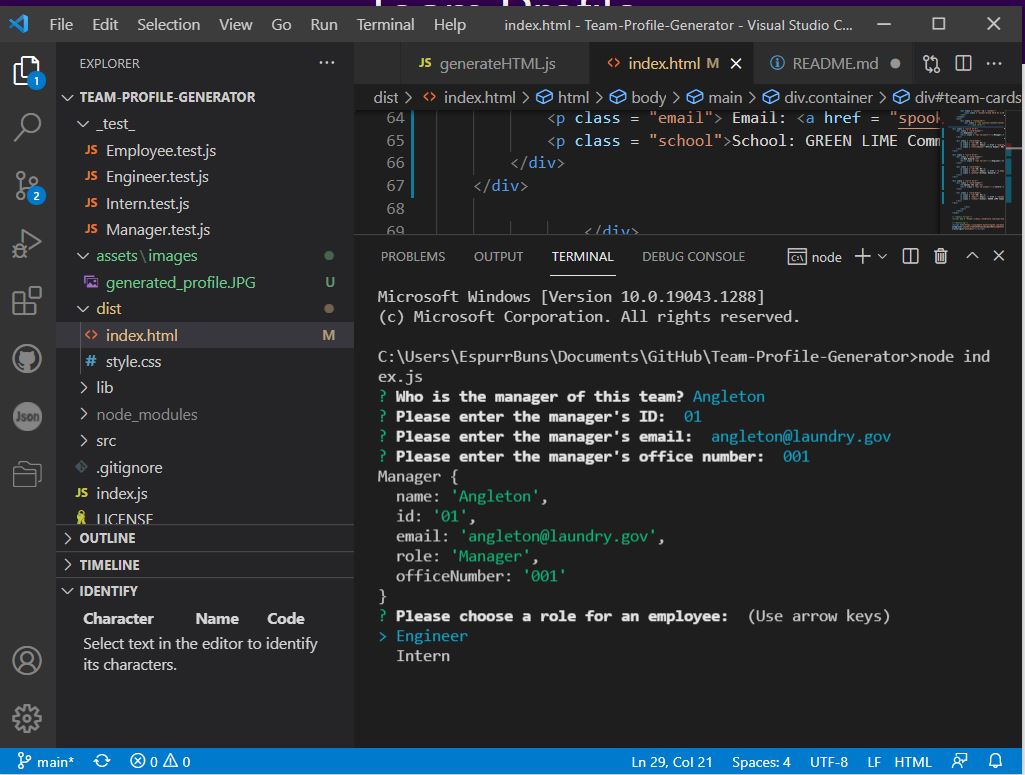 File Edit Selection View Go Run Terminal Help index.html - Team-Profile-Generator - Visual Studio C...
EXPLORER ...
TEAM-PROFILE-GENERATOR
_test_
JS Employee.test.js
JS Engineer.test.js
JS Intern.test.js
JS Manager.test.js
assets\images
generated_profile.JPG U
dist
<> index.html M
# style.css
lib
node_modules
src
.gitignore
JS index.js
LICENSE
OUTLINE
TIMELINE
IDENTIFY
Character Name Code
Select text in the editor to identify
its characters.
1
2
Json
JS generateHTML.js <> index.html M README.md
dist > <> index.html > html > body > main > div.container > div#team-cards
64 <p class = "email"> Email: <a href = "spook
65 <p class = "school">School: GREEN LIME Comm
66 </div>
67 </div>
68
69 </div>
PROBLEMS OUTPUT TERMINAL DEBUG CONSOLE node
Microsoft Windows [Version 10.0.19043.1288]
(c) Microsoft Corporation. All rights reserved.
C:\Users\EspurrBuns\Documents\GitHub\Team-Profile-Generator>node ind
ex.js
? Who is the manager of this team? Angleton
? Please enter the manager's ID: 01
? Please enter the manager's email: angleton@laundry.gov
? Please enter the manager's office number: 001
Manager {
name: 'Angleton',
id: '01',
email: 'angleton@laundry.gov',
role: 'Manager',
officeNumber: '001'
}
? Please choose a role for an employee: (Use arrow keys)
> Engineer
Intern
main* 0 0 Ln 29, Col 21 Spaces: 4 UTF-8 LF HTML